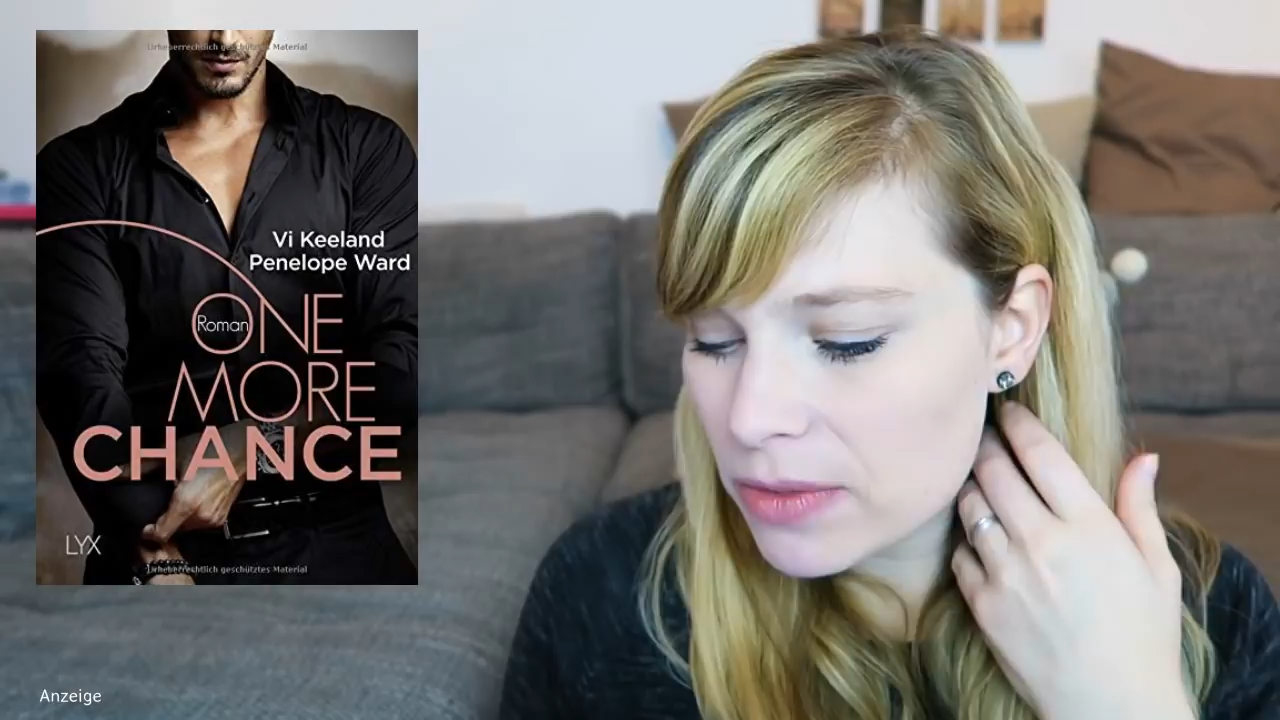 Urheberrechtlich geschütztes Material
Vi Keeland
Penelope Ward
Roman
ONE
MORE
CHANCE
LYX
Urheberrechtlich geschütztes Material
Anzeige